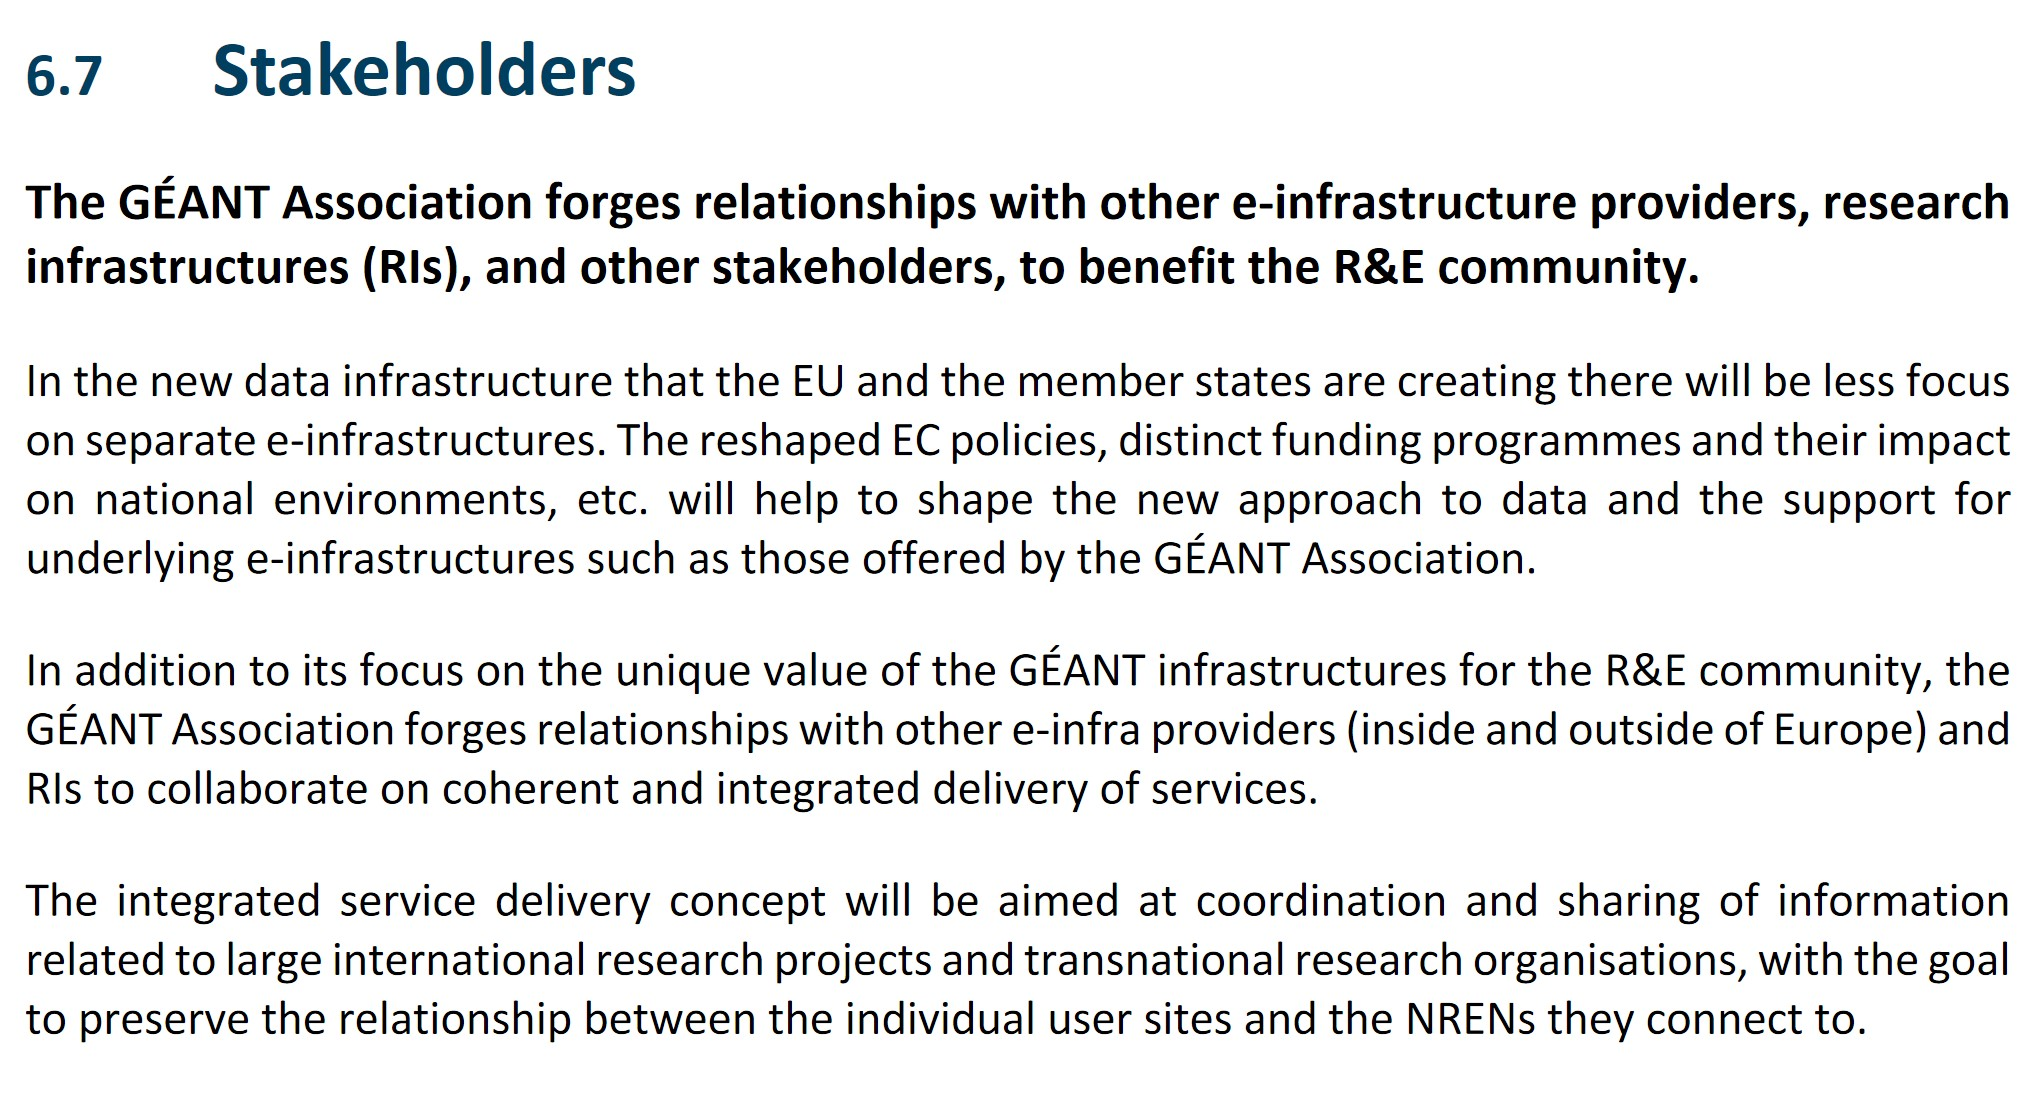 6.7 Stakeholders
The GÉANT Association forges relationships with other e-infrastructure providers, research
infrastructures (RIs), and other stakeholders, to benefit the R&E community.
In the new data infrastructure that the EU and the member states are creating there will be less focus
on separate e-infrastructures. The reshaped EC policies, distinct funding programmes and their impact
on national environments, etc. will help to shape the new approach to data and the support for
underlying e-infrastructures such as those offered by the GÉANT Association.
In addition to its focus on the unique value of the GÉANT infrastructures for the R&E community, the
GÉANT Association forges relationships with other e-infra providers (inside and outside of Europe) and
RIs to collaborate on coherent and integrated delivery of services.
The integrated service delivery concept will be aimed at coordination and sharing of information
related to large international research projects and transnational research organisations, with the goal
to preserve the relationship between the individual user sites and the NRENs they connect to.